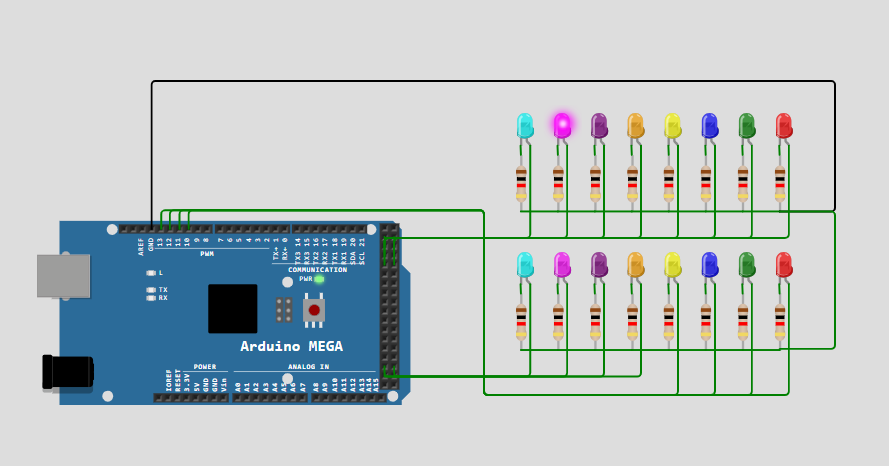 AREF
GND
13
12
11
10
9
8
7
6
5
4
3
2
TX→ 1
RX← 0
TX3 14
RX3 15
TX2 16
RX2 17
TX1 18
RX1 19
SDA 20
SCL 21
PWM
COMMUNICATION
L
PWR
TX
RX
Arduino MEGA
POWER
ANALOG IN
IOREF
RESET
3.3V
5V
GND
GND
Vin
A0
A1
A2
A3
A4
A5
A6
A7
A8
A9
A10
A11
A12
A13
A14
A15